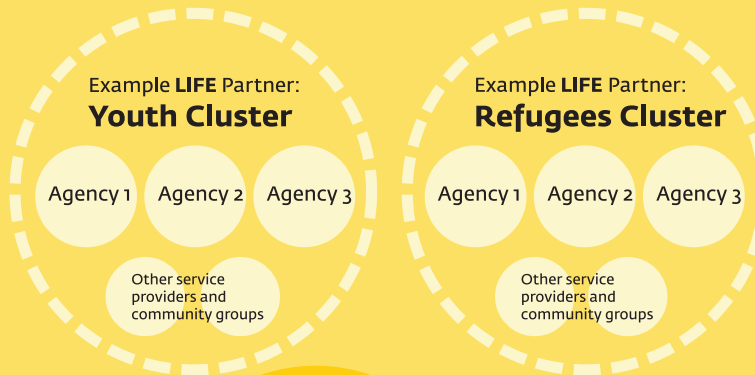 Example LIFE Partner:
Youth Cluster
Agency 1
Agency 2
Agency 3
Other service
providers and
community groups
Example LIFE Partner:
Refugees Cluster
Agency 1
Agency 2
Agency 3
Other service
providers and
community groups